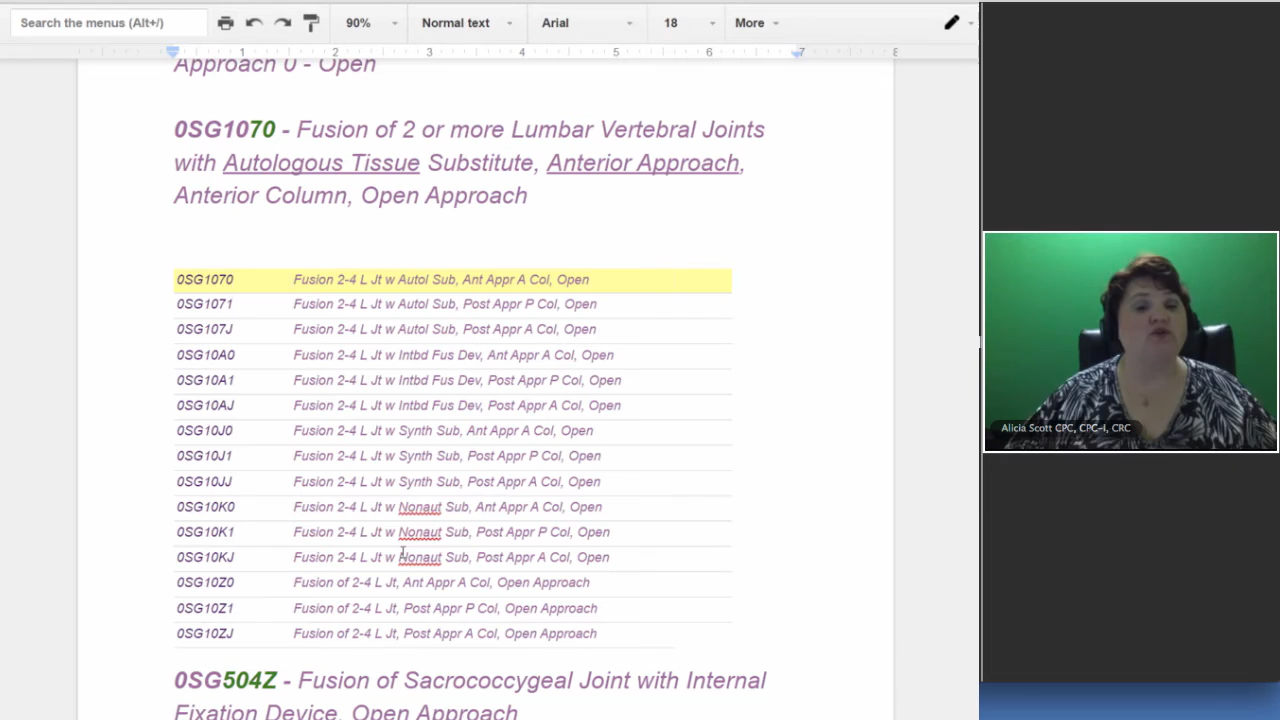 Search the menus (Alt+/)
90%
Normal text
Arial
18
More
1 2 3 4 5 6 7 8
Approach 0 - Open
0SG1070 - Fusion of 2 or more Lumbar Vertebral Joints
with Autologous Tissue Substitute, Anterior Approach,
Anterior Column, Open Approach
0SG1070 Fusion 2-4 L Jt w Autol Sub, Ant Appr A Col, Open
0SG1071 Fusion 2-4 L Jt w Autol Sub, Post Appr P Col, Open
0SG107J Fusion 2-4 L Jt w Autol Sub, Post Appr A Col, Open
0SG10A0 Fusion 2-4 L Jt w Intbd Fus Dev, Ant Appr A Col, Open
0SG10A1 Fusion 2-4 L Jt w Intbd Fus Dev, Post Appr P Col, Open
0SG10AJ Fusion 2-4 L Jt w Intbd Fus Dev, Post Appr A Col, Open
0SG10J0 Fusion 2-4 L Jt w Synth Sub, Ant Appr A Col, Open
0SG10J1 Fusion 2-4 L Jt w Synth Sub, Post Appr P Col, Open
0SG10JJ Fusion 2-4 L Jt w Synth Sub, Post Appr A Col, Open
0SG10K0 Fusion 2-4 L Jt w Nonaut Sub, Ant Appr A Col, Open
0SG10K1 Fusion 2-4 L Jt w Nonaut Sub, Post Appr P Col, Open
0SG10KJ Fusion 2-4 L Jt w Nonaut Sub, Post Appr A Col, Open
0SG10Z0 Fusion of 2-4 L Jt, Ant Appr A Col, Open Approach
0SG10Z1 Fusion of 2-4 L Jt, Post Appr P Col, Open Approach
0SG10ZJ Fusion of 2-4 L Jt, Post Appr A Col, Open Approach
0SG504Z - Fusion of Sacrococcygeal Joint with Internal
Fixation Device, Open Approach
Alicia Scott CPC, CPC-I, CRC